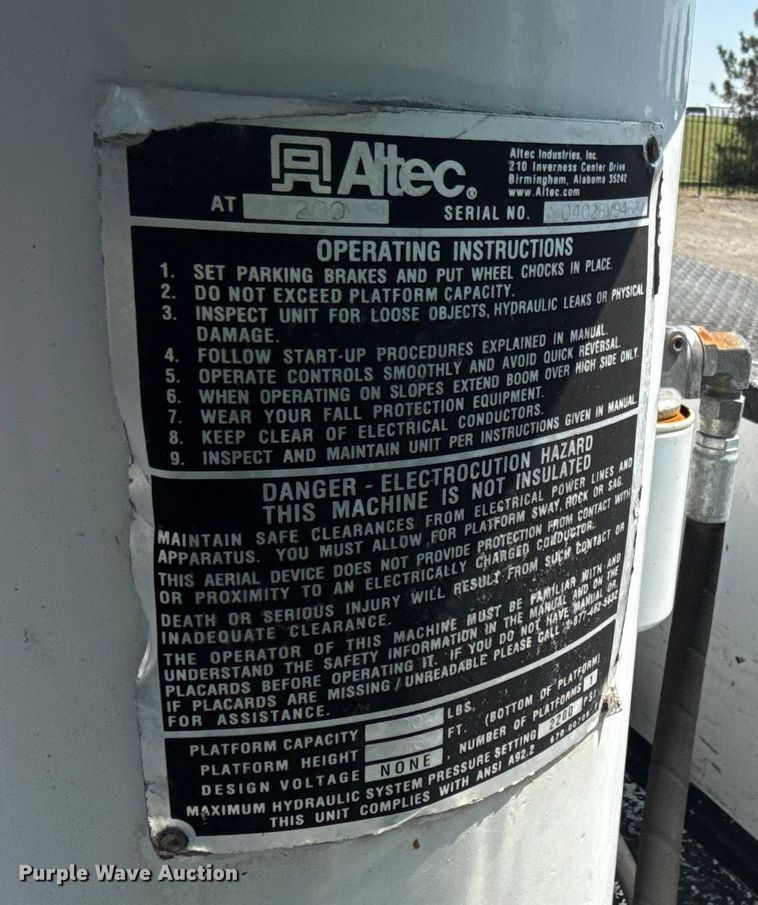 Altec
Altec Industries, Inc.
210 Inverness Center Drive
Birmingham, Alabama 35242
www.Altec.com
AT 200 SERIAL NO.
OPERATING INSTRUCTIONS
1. SET PARKING BRAKES AND PUT WHEEL CHOCKS IN PLACE.
2. DO NOT EXCEED PLATFORM CAPACITY.
3. INSPECT UNIT FOR LOOSE OBJECTS, HYDRAULIC LEAKS OR PHYSICAL
DAMAGE.
4. FOLLOW START-UP PROCEDURES EXPLAINED IN MANUAL.
5. OPERATE CONTROLS SMOOTHLY AND AVOID QUICK REVERSAL.
6. WHEN OPERATING ON SLOPES EXTEND BOOM OVER HIGH SIDE ONLY.
7. WEAR YOUR FALL PROTECTION EQUIPMENT.
8. KEEP CLEAR OF ELECTRICAL CONDUCTORS.
9. INSPECT AND MAINTAIN UNIT PER INSTRUCTIONS GIVEN IN MANUAL
DANGER - ELECTROCUTION HAZARD
THIS MACHINE IS NOT INSULATED
MAINTAIN SAFE CLEARANCES FROM ELECTRICAL POWER LINES AND
APPARATUS. YOU MUST ALLOW FOR PLATFORM SWAY, ROCK OR SAG.
THIS AERIAL DEVICE DOES NOT PROVIDE PROTECTION FROM CONTACT WITH
OR PROXIMITY TO AN ELECTRICALLY CHARGED CONDUCTOR.
DEATH OR SERIOUS INJURY WILL RESULT FROM SUCH CONTACT OR
INADEQUATE CLEARANCE.
THE OPERATOR OF THIS MACHINE MUST BE FAMILIAR WITH AND
UNDERSTAND THE SAFETY INFORMATION IN THE MANUAL AND ON THE
PLACARDS BEFORE OPERATING IT. IF YOU DO NOT HAVE MANUAL OR
IF PLACARDS ARE MISSING/UNREADABLE PLEASE CALL
FOR ASSISTANCE.
PLATFORM CAPACITY LBS.
PLATFORM HEIGHT FT. (BOTTOM OF PLATFORM)
DESIGN VOLTAGE NONE , NUMBER OF PLATFORMS 1
MAXIMUM HYDRAULIC SYSTEM PRESSURE SETTING 2200 PSI
THIS UNIT COMPLIES WITH ANSI A92.2
Purple Wave Auction